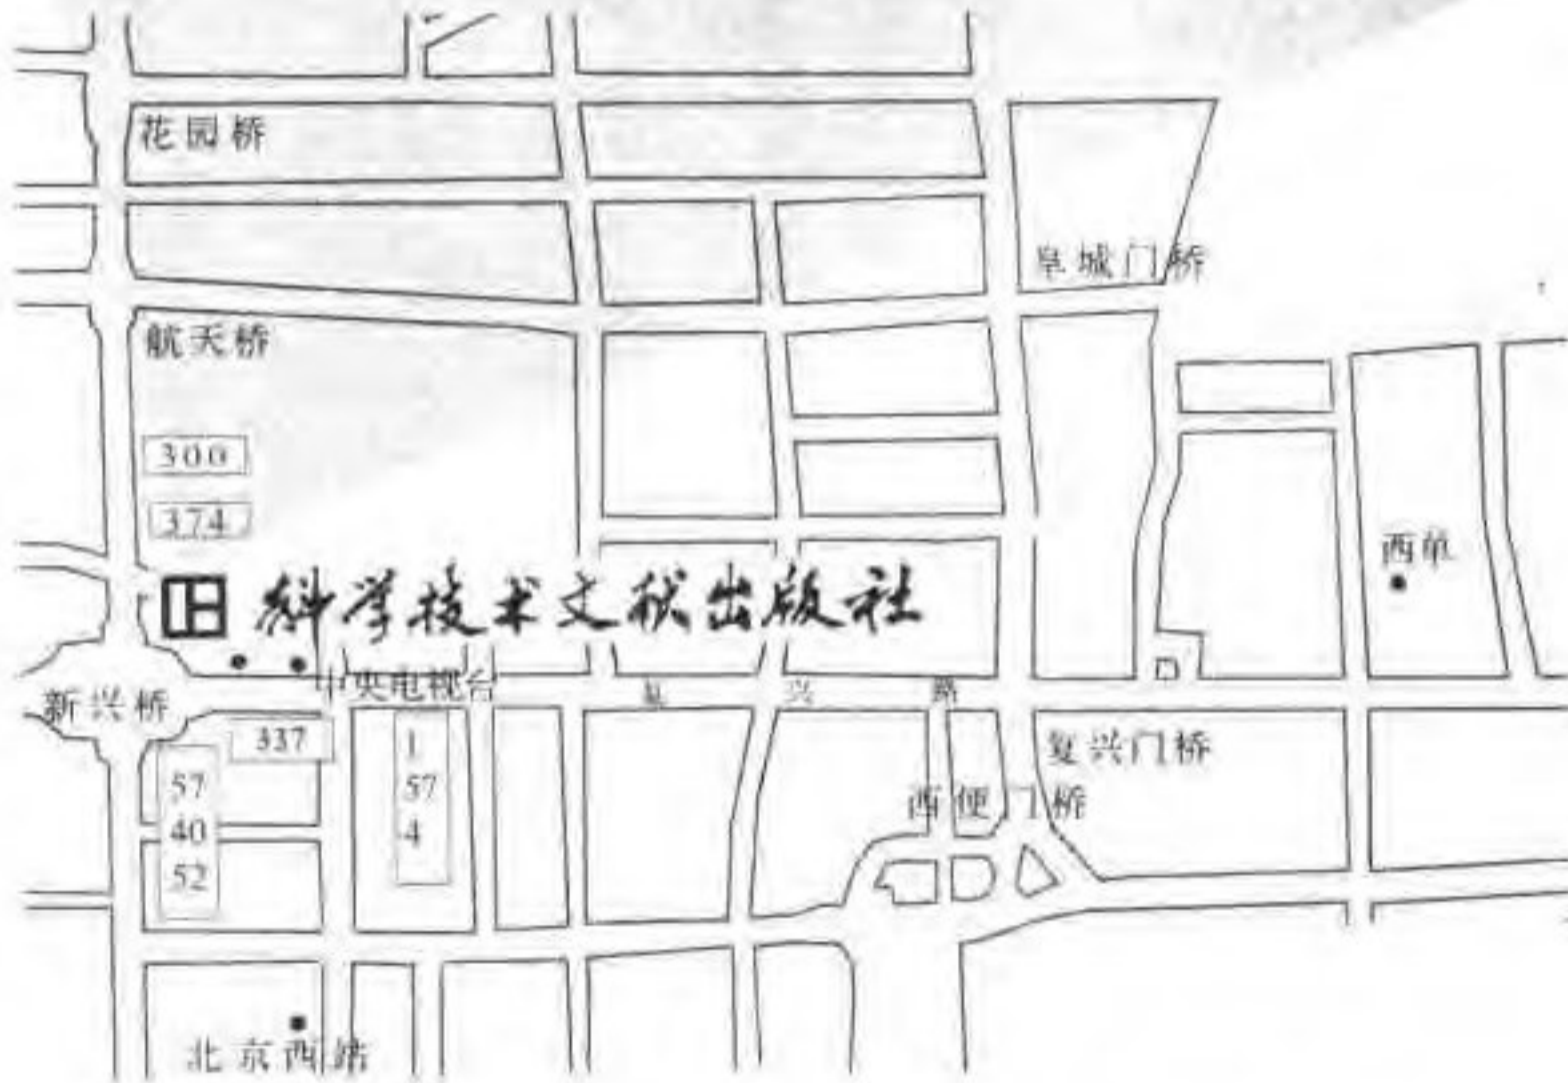 花园桥
阜城门桥
航天桥
300
374
西单
科学技术文献出版社
中央电视台
复兴路
新兴桥
337
1
57
4
复兴门桥
57
40
52
西便门桥
北京西站